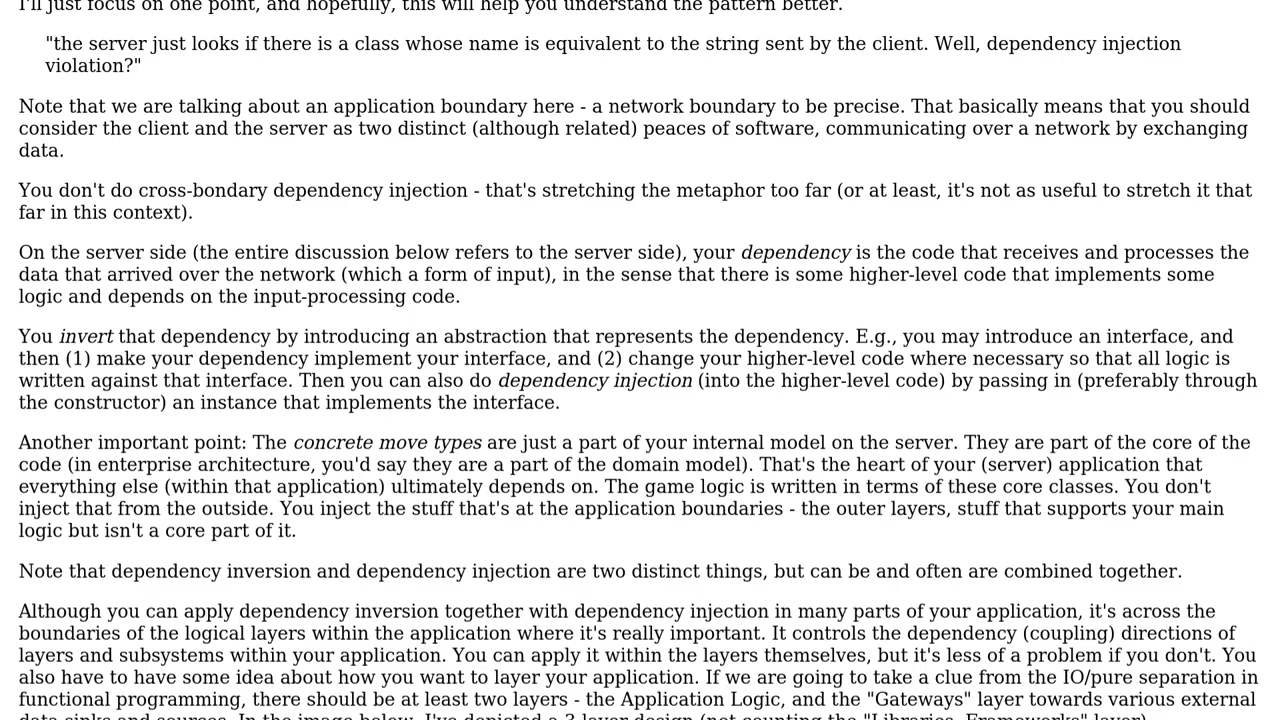 I'll just focus on one point, and hopefully, this will help you understand the pattern better.
"the server just looks if there is a class whose name is equivalent to the string sent by the client. Well, dependency injection
violation?"
Note that we are talking about an application boundary here - a network boundary to be precise. That basically means that you should
consider the client and the server as two distinct (although related) peaces of software, communicating over a network by exchanging
data.
You don't do cross-bondary dependency injection - that's stretching the metaphor too far (or at least, it's not as useful to stretch it that
far in this context).
On the server side (the entire discussion below refers to the server side), your dependency is the code that receives and processes the
data that arrived over the network (which a form of input), in the sense that there is some higher-level code that implements some
logic and depends on the input-processing code.
You invert that dependency by introducing an abstraction that represents the dependency. E.g., you may introduce an interface, and
then (1) make your dependency implement your interface, and (2) change your higher-level code where necessary so that all logic is
written against that interface. Then you can also do dependency injection (into the higher-level code) by passing in (preferably through
the constructor) an instance that implements the interface.
Another important point: The concrete move types are just a part of your internal model on the server. They are part of the core of the
code (in enterprise architecture, you'd say they are a part of the domain model). That's the heart of your (server) application that
everything else (within that application) ultimately depends on. The game logic is written in terms of these core classes. You don't
inject that from the outside. You inject the stuff that's at the application boundaries - the outer layers, stuff that supports your main
logic but isn't a core part of it.
Note that dependency inversion and dependency injection are two distinct things, but can be and often are combined together.
Although you can apply dependency inversion together with dependency injection in many parts of your application, it's across the
boundaries of the logical layers within the application where it's really important. It controls the dependency (coupling) directions of
layers and subsystems within your application. You can apply it within the layers themselves, but it's less of a problem if you don't. You
also have to have some idea about how you want to layer your application. If we are going to take a clue from the IO/pure separation in
functional programming, there should be at least two layers - the Application Logic, and the "Gateways" layer towards various external
data sinks and sources. In the image below, I've depicted a 3-layer design (not counting the "Libraries, Frameworks" layer).